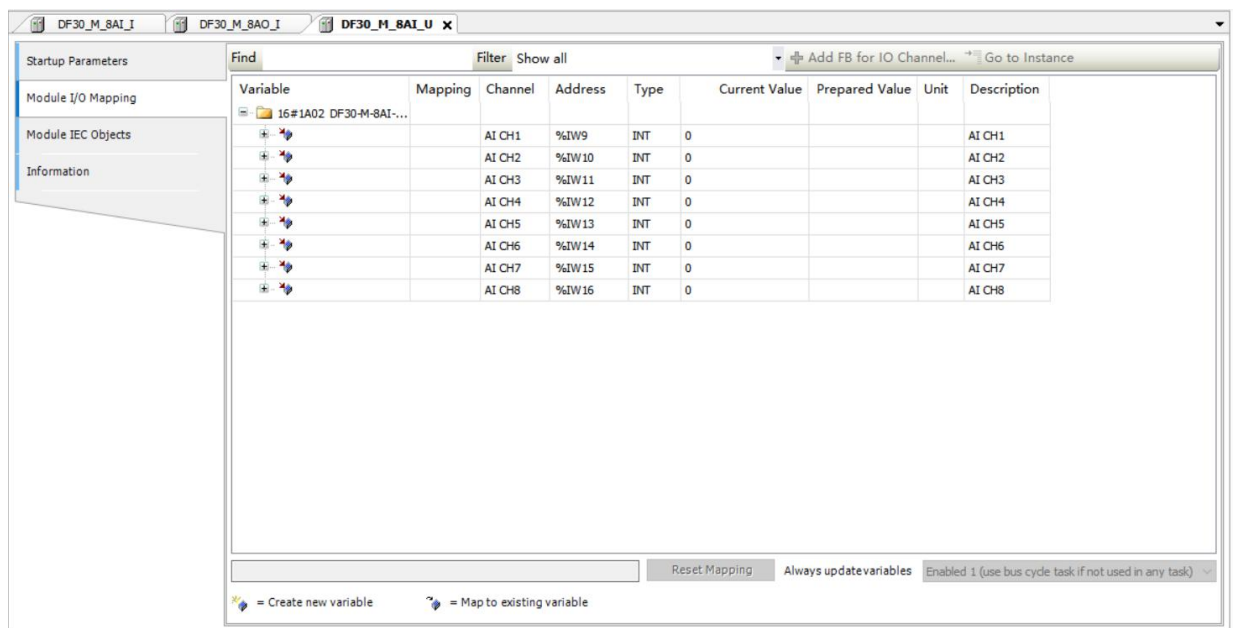 DF30_M_8AI_I DF30_M_8AO_I DF30_M_8AI_U X
Startup Parameters
Module I/O Mapping
Module IEC Objects
Information
Find Filter Show all Add FB for IO Channel... Go to Instance
Variable Mapping Channel Address Type Current Value Prepared Value Unit Description
16#1A02 DF30-M-8AI-...
AI CH1 %IW9 INT 0 AI CH1
AI CH2 %IW10 INT 0 AI CH2
AI CH3 %IW11 INT 0 AI CH3
AI CH4 %IW12 INT 0 AI CH4
AI CH5 %IW13 INT 0 AI CH5
AI CH6 %IW14 INT 0 AI CH6
AI CH7 %IW15 INT 0 AI CH7
AI CH8 %IW16 INT 0 AI CH8
Reset Mapping Always update variables Enabled 1 (use bus cycle task if not used in any task)
= Create new variable = Map to existing variable